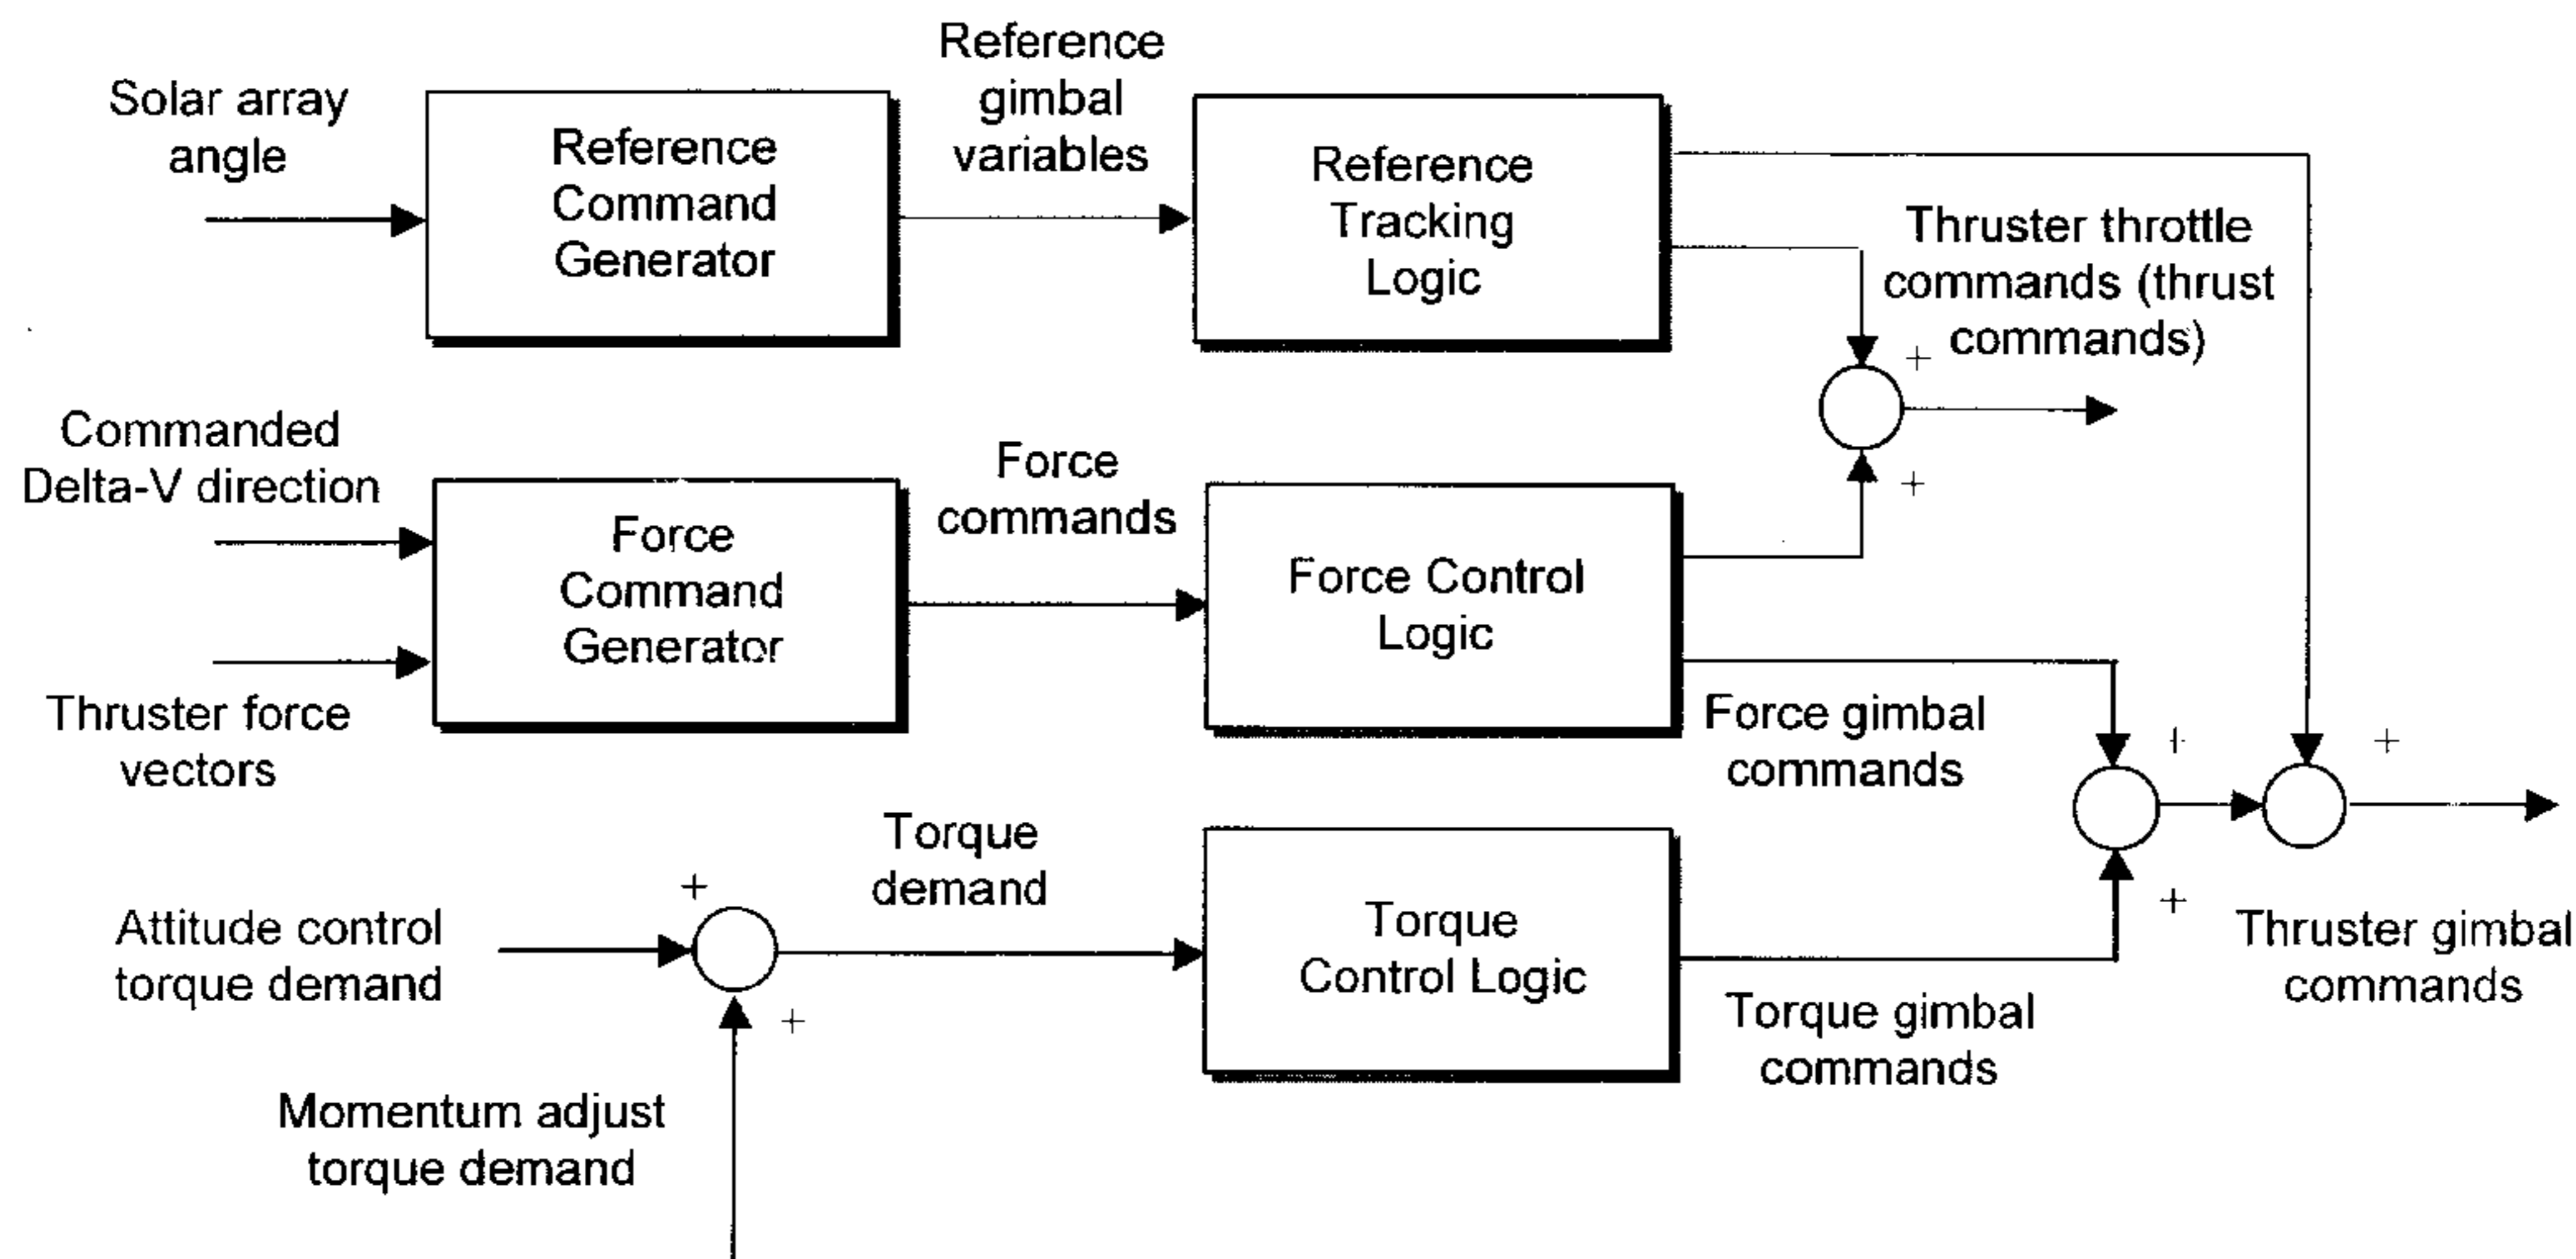 Solar array
angle
Reference
Command
Generator
Reference
gimbal
variables
Reference
Tracking
Logic
Thruster throttle
commands (thrust
commands)
+
+
Commanded
Delta-V direction
Thruster force
vectors
Force
Command
Generator
Force
commands
Force Control
Logic
Force gimbal
commands
+
+
+
Attitude control
torque demand
+
+
Momentum adjust
torque demand
Torque
demand
Torque
Control Logic
Torque gimbal
commands
Thruster gimbal
commands